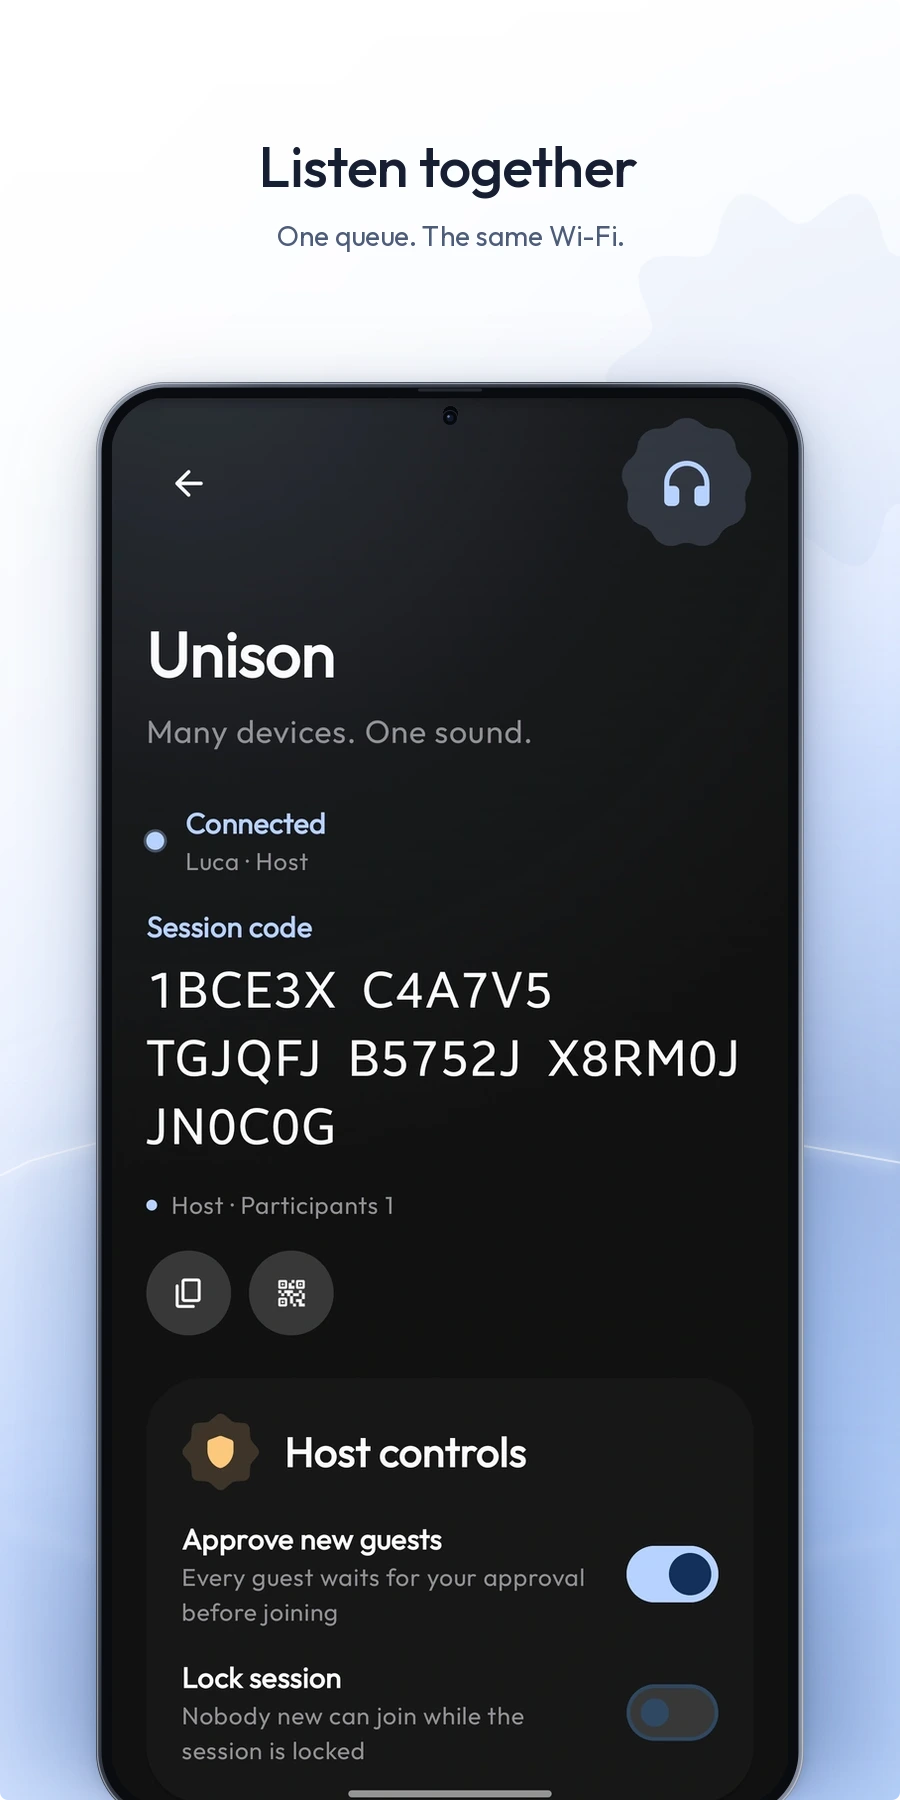 Listen together
One queue. The same Wi-Fi.
Unison
Many devices. One sound.
Connected
Luca · Host
Session code
1BCE3X C4A7V5
TGJQFJ B5752J X8RM0J
JN0C0G
Host · Participants 1
Host controls
Approve new guests
Every guest waits for your approval
before joining
Lock session
Nobody new can join while the
session is locked